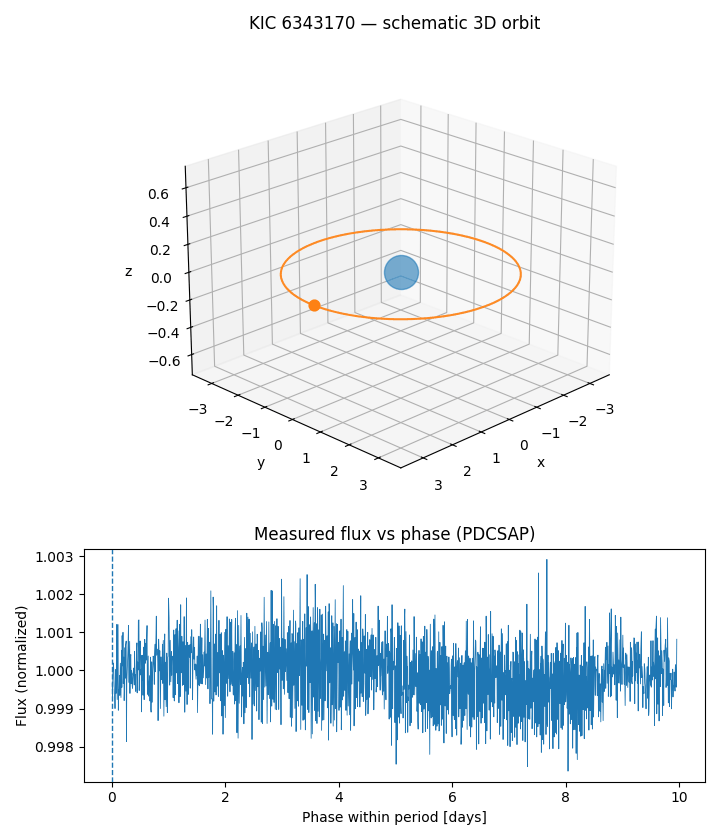 KIC 6343170 — schematic 3D orbit
0.6
0.4
0.2
z
0.0
−0.2
−0.4
−0.6
−3 −2 −1 0 1 2 3
y
3 2 1 0 −1 −2 −3
x
Measured flux vs phase (PDCSAP)
Flux (normalized)
1.003
1.002
1.001
1.000
0.999
0.998
0 2 4 6 8 10
Phase within period [days]